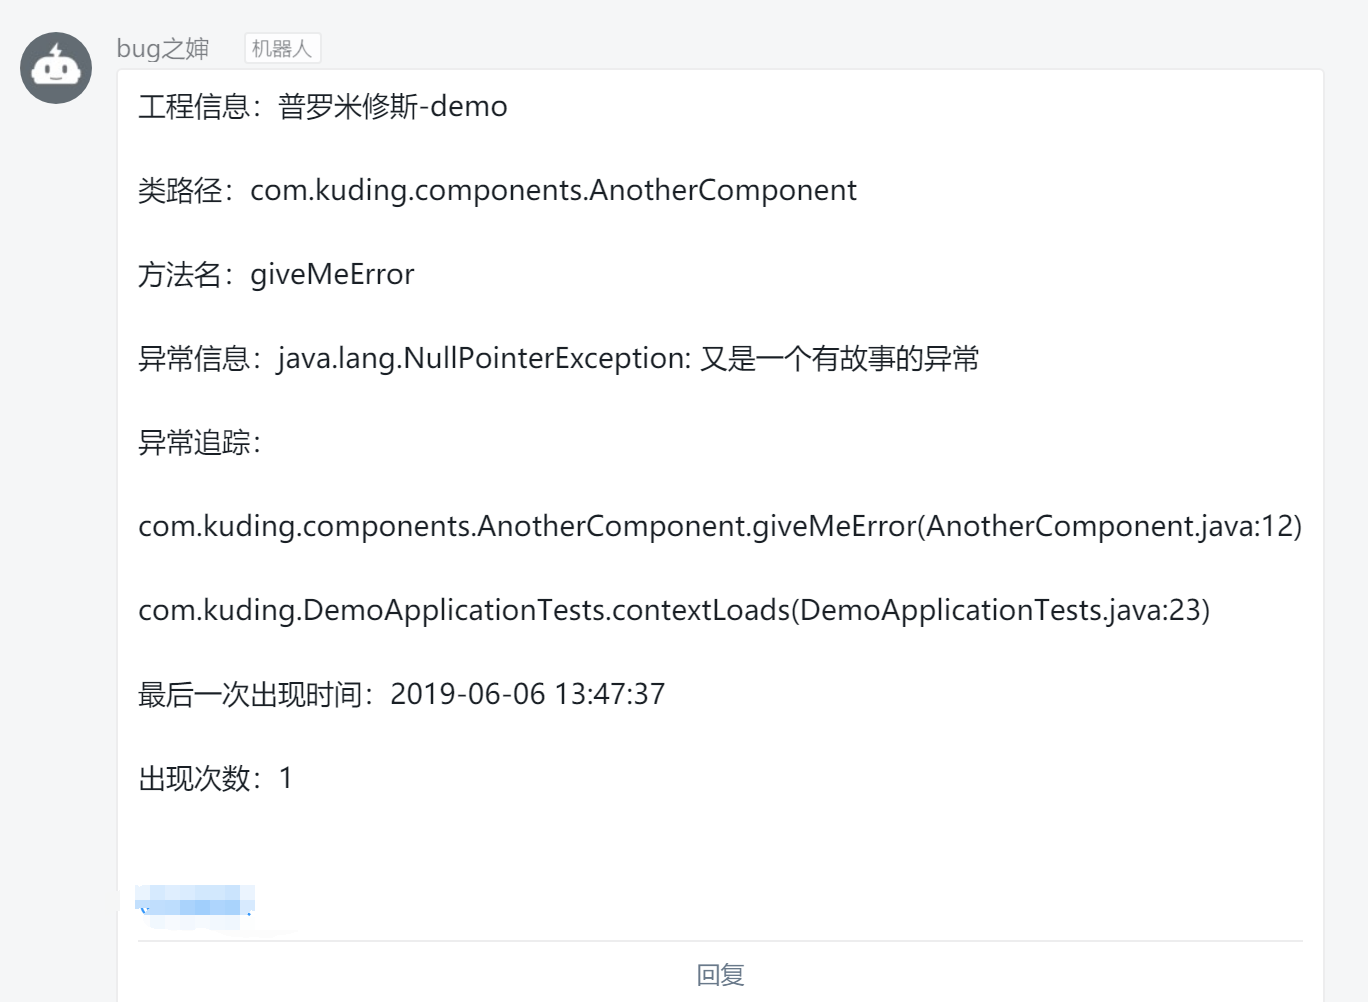 bug之婶 机器人
工程信息：普罗米修斯-demo
类路径：com.kuding.components.AnotherComponent
方法名：giveMeError
异常信息：java.lang.NullPointerException: 又是一个有故事的异常
异常追踪：
com.kuding.components.AnotherComponent.giveMeError(AnotherComponent.java:12)
com.kuding.DemoApplicationTests.contextLoads(DemoApplicationTests.java:23)
最后一次出现时间：2019-06-06 13:47:37
出现次数：1
回复